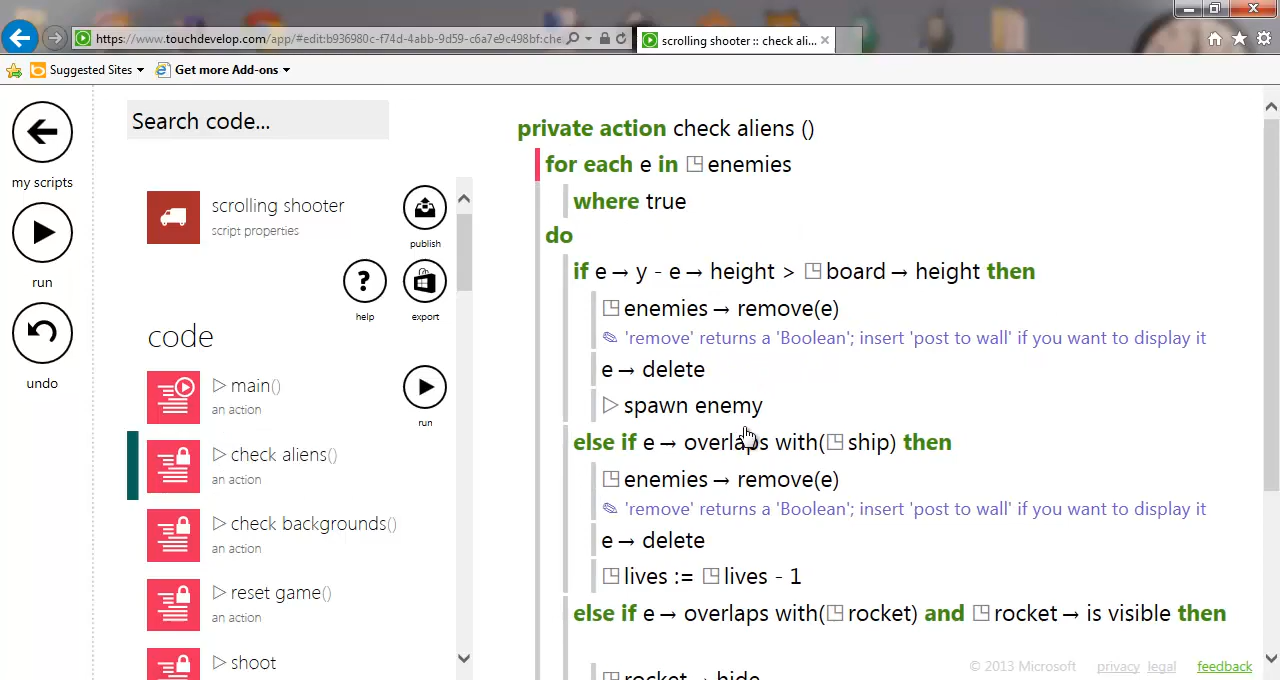 https://www.touchdevelop.com/app/#edit:b936980c-f74d-4abb-9d59-c6a7e9c498bf:che
scrolling shooter :: check ali...
Suggested Sites
Get more Add-ons
my scripts
run
undo
Search code...
scrolling shooter
script properties
publish
help
export
code
main()
an action
run
check aliens()
an action
check backgrounds()
an action
reset game()
an action
shoot
private action check aliens ()
for each e in enemies
where true
do
if e → y - e → height > board → height then
enemies → remove(e)
'remove' returns a 'Boolean'; insert 'post to wall' if you want to display it
e → delete
spawn enemy
else if e → overlaps with(ship) then
enemies → remove(e)
'remove' returns a 'Boolean'; insert 'post to wall' if you want to display it
e → delete
lives := lives - 1
else if e → overlaps with(rocket) and rocket → is visible then
rocket → hide
© 2013 Microsoft privacy legal feedback